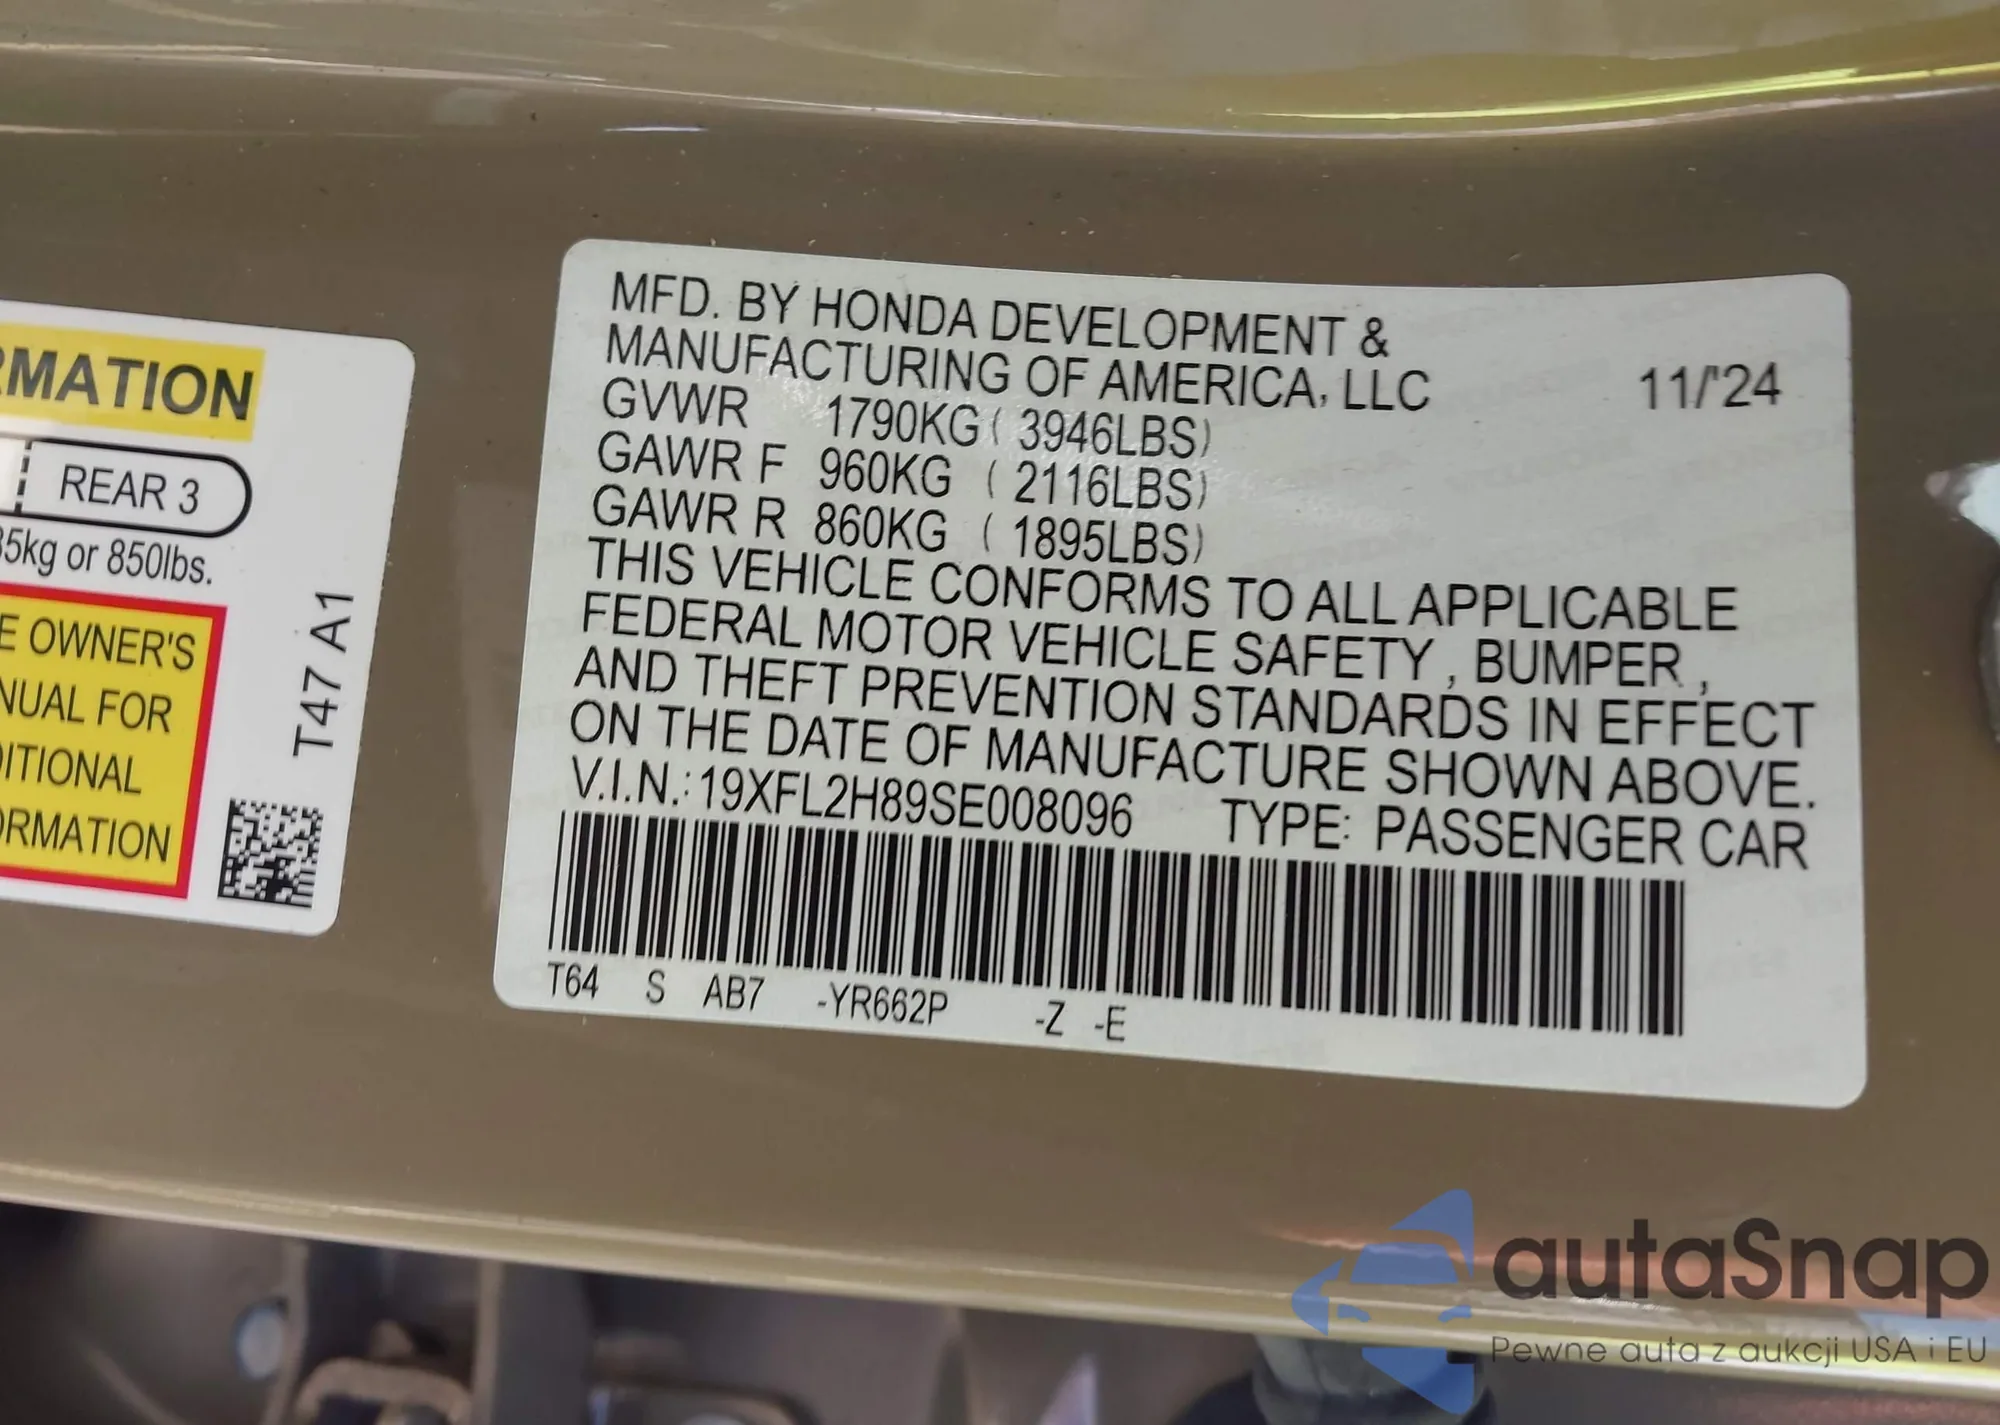 RMATION
REAR 3
35kg or 850lbs.
E OWNER'S
NUAL FOR
DITIONAL
ORMATION
T47 A1
MFD. BY HONDA DEVELOPMENT &
MANUFACTURING OF AMERICA, LLC 11/'24
GVWR 1790KG ( 3946LBS)
GAWR F 960KG ( 2116LBS)
GAWR R 860KG ( 1895LBS)
THIS VEHICLE CONFORMS TO ALL APPLICABLE
FEDERAL MOTOR VEHICLE SAFETY , BUMPER ,
AND THEFT PREVENTION STANDARDS IN EFFECT
ON THE DATE OF MANUFACTURE SHOWN ABOVE.
V.I.N.: 19XFL2H89SE008096 TYPE: PASSENGER CAR
T64 S AB7 -YR662P -Z -E
autaSnap
Pewne auta z aukcji USA i EU